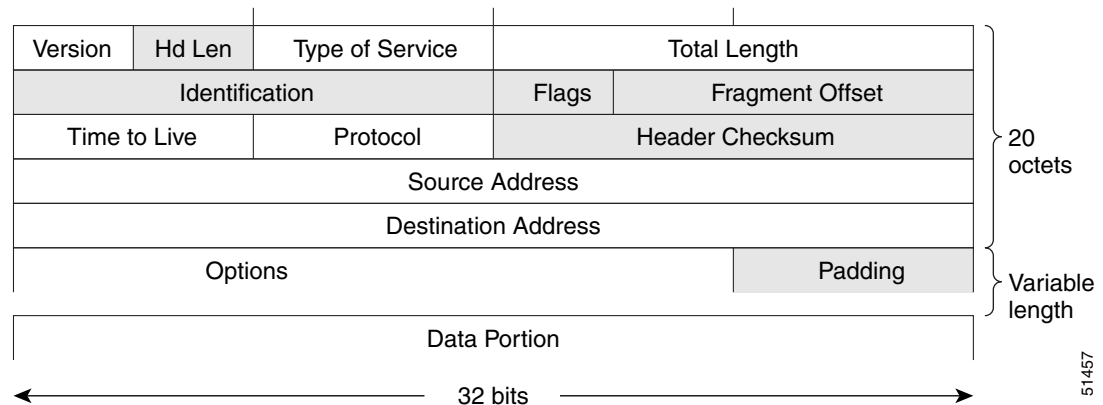 Version Hd Len Type of Service Total Length
Identification Flags Fragment Offset
Time to Live Protocol Header Checksum
20
octets
Source Address
Destination Address
Options Padding
Variable
length
Data Portion
32 bits
51457